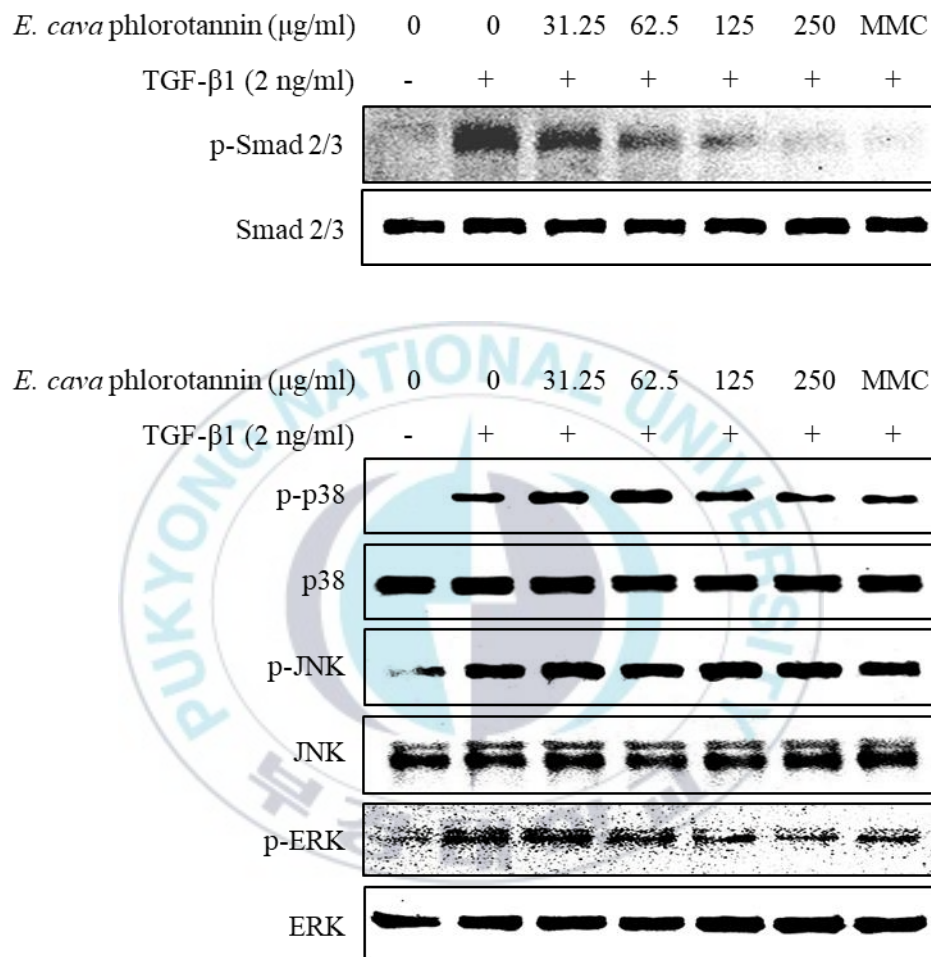 E. cava phlorotannin (μg/ml) 0 0 31.25 62.5 125 250 MMC
TGF-β1 (2 ng/ml) - + + + + + +
p-Smad 2/3
Smad 2/3
E. cava phlorotannin (μg/ml) 0 0 31.25 62.5 125 250 MMC
TGF-β1 (2 ng/ml) - + + + + + +
p-p38
p38
p-JNK
JNK
p-ERK
ERK
PUKYONG NATIONAL UNIVERSITY